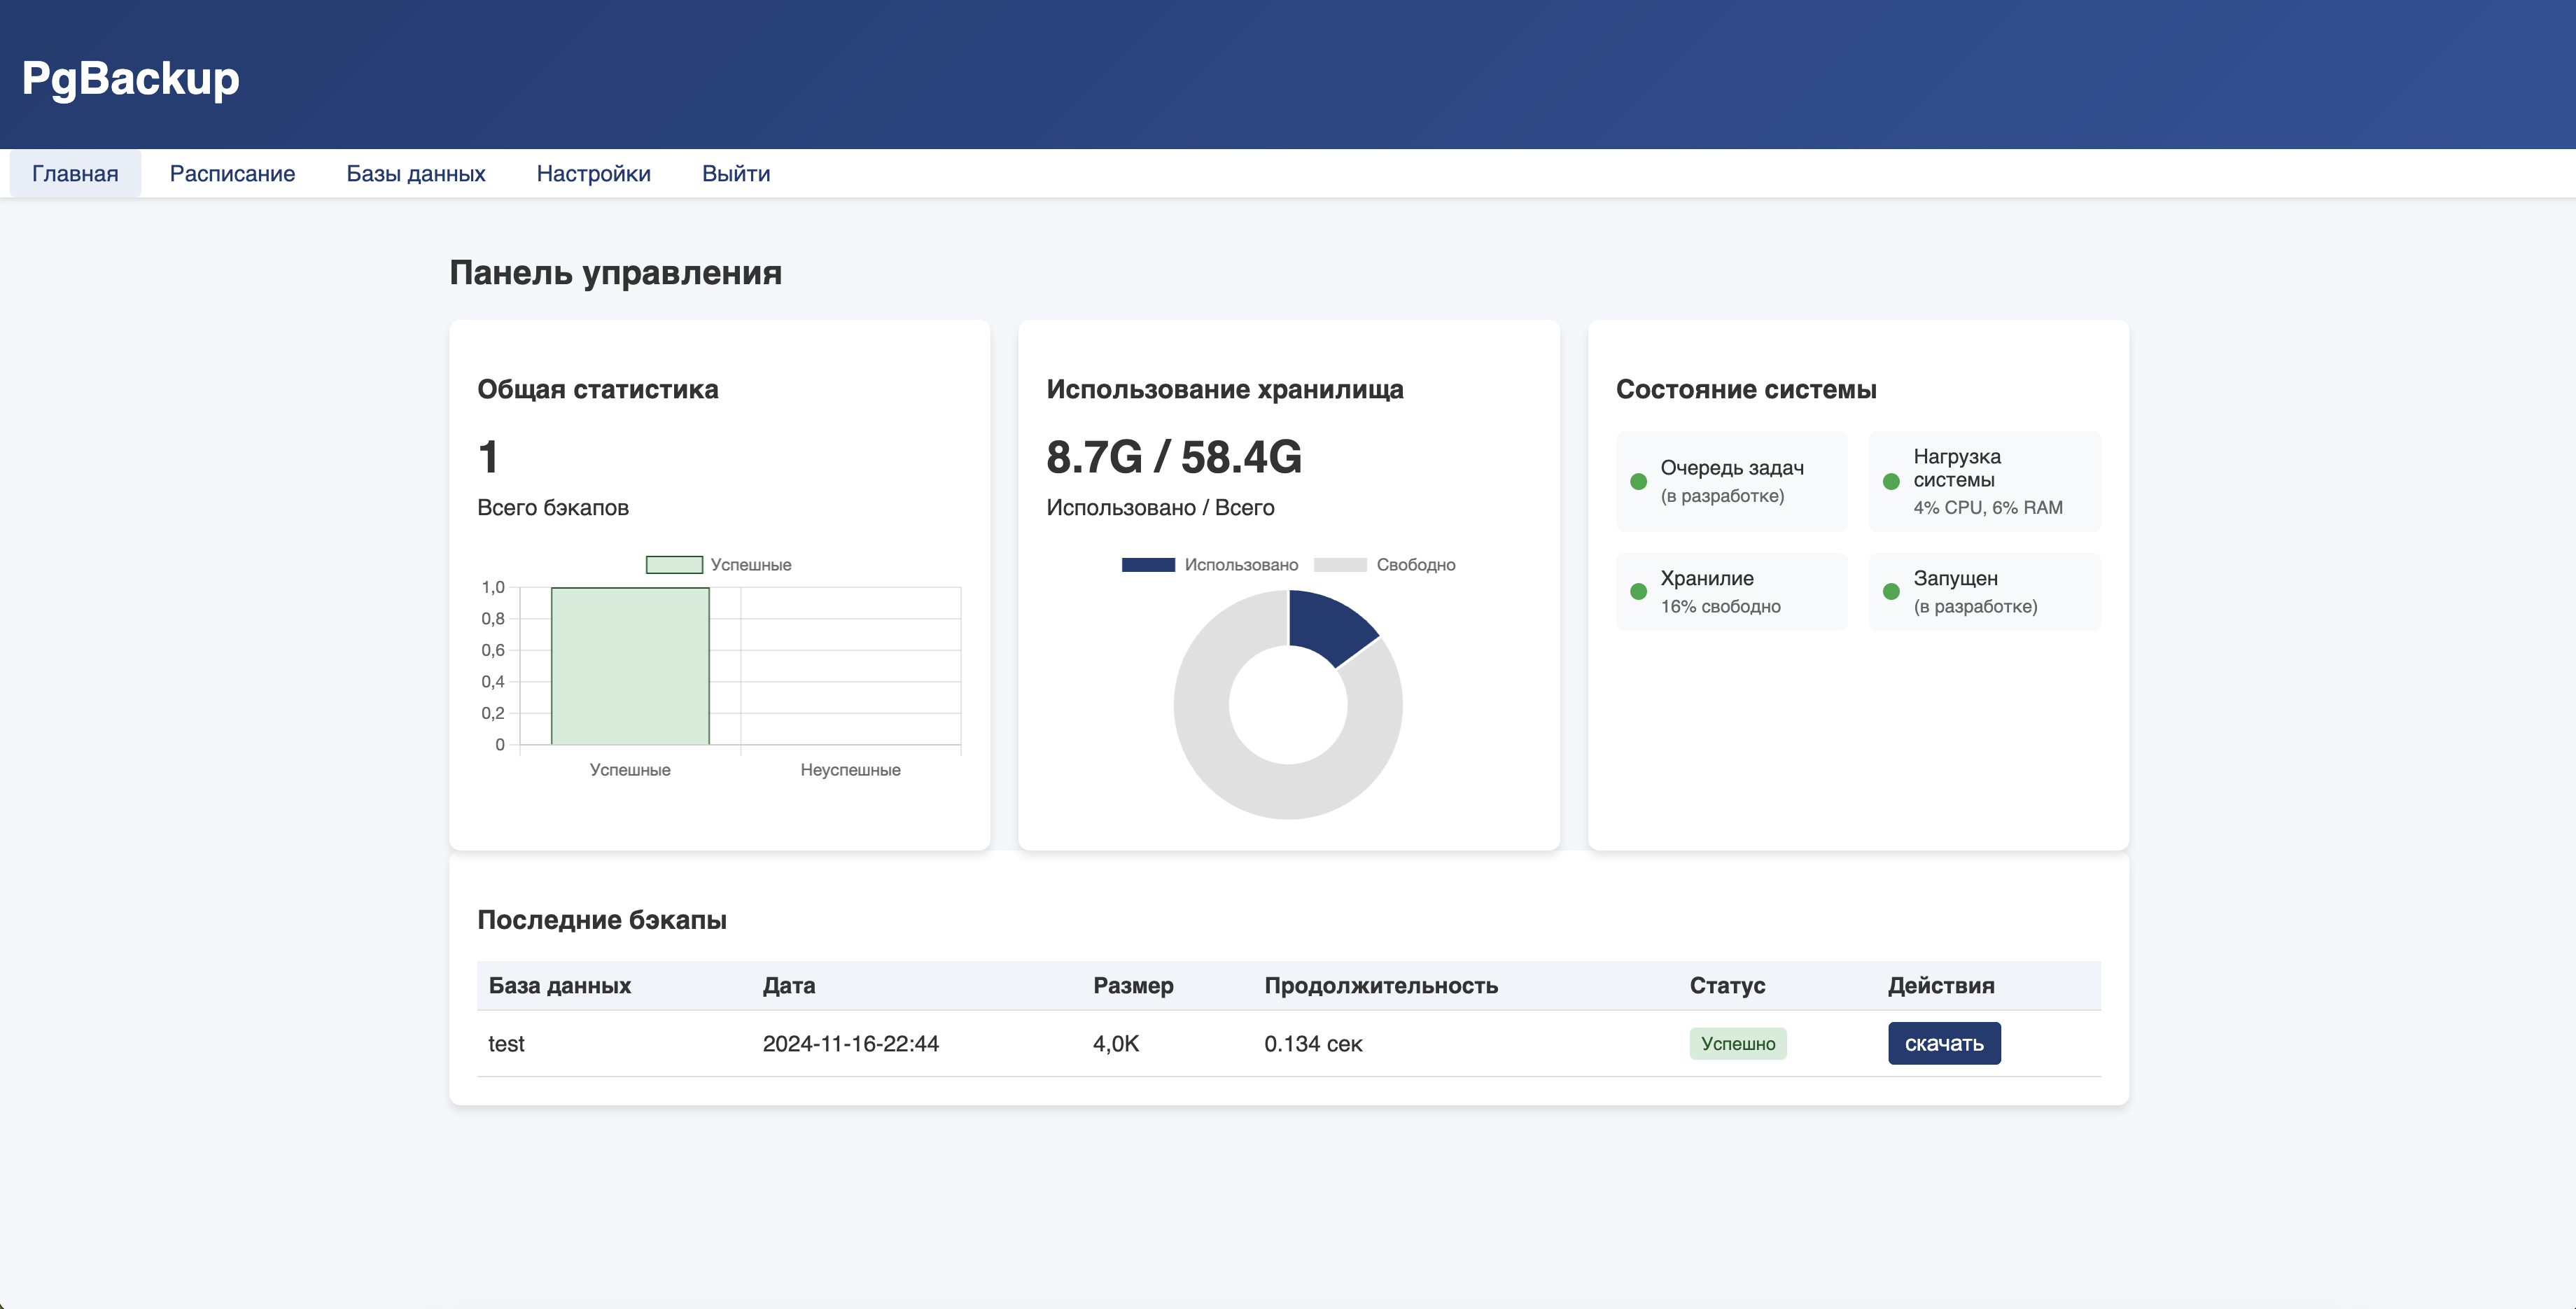 PgBackup
Главная Расписание Базы данных Настройки Выйти
Панель управления
Общая статистика
1
Всего бэкапов
Успешные
1,0
0,8
0,6
0,4
0,2
0
Успешные Неуспешные
Использование хранилища
8.7G / 58.4G
Использовано / Всего
Использовано Свободно
Состояние системы
Очередь задач
(в разработке)
Нагрузка
системы
4% CPU, 6% RAM
Хранилие
16% свободно
Запущен
(в разработке)
Последние бэкапы
База данных Дата Размер Продолжительность Статус Действия
test 2024-11-16-22:44 4,0K 0.134 сек Успешно скачать